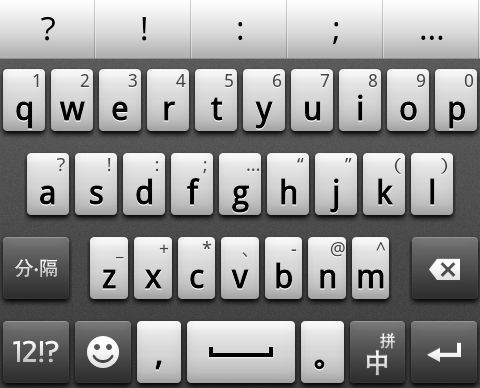 ? ! : ; ...
1 2 3 4 5 6 7 8 9 0
q w e r t y u i o p
? ! : ; ... “ ” ( )
a s d f g h j k l
_ + * 、 - @ ^
分·隔 z x c v b n m
12!? , 。 中 拼